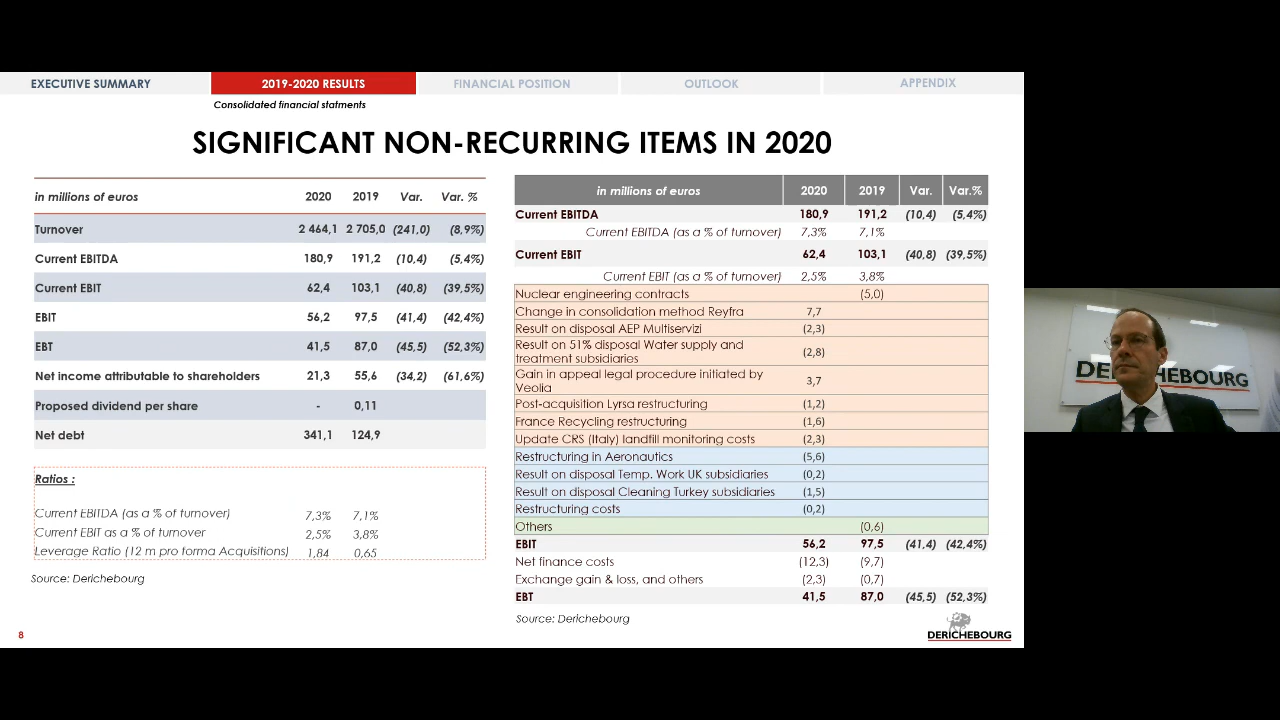 EXECUTIVE SUMMARY 2019-2020 RESULTS FINANCIAL POSITION OUTLOOK APPENDIX
Consolidated financial statments
SIGNIFICANT NON-RECURRING ITEMS IN 2020
in millions of euros 2020 2019 Var. Var. %
Turnover 2 464,1 2 705,0 (241,0) (8,9%)
Current EBITDA 180,9 191,2 (10,4) (5,4%)
Current EBIT 62,4 103,1 (40,8) (39,5%)
EBIT 56,2 97,5 (41,4) (42,4%)
EBT 41,5 87,0 (45,5) (52,3%)
Net income attributable to shareholders 21,3 55,6 (34,2) (61,6%)
Proposed dividend per share - 0,11
Net debt 341,1 124,9
Ratios :
Current EBITDA (as a % of turnover) 7,3% 7,1%
Current EBIT as a % of turnover 2,5% 3,8%
Leverage Ratio (12 m pro forma Acquisitions) 1,84 0,65
Source: Derichebourg
in millions of euros 2020 2019 Var. Var.%
Current EBITDA 180,9 191,2 (10,4) (5,4%)
Current EBITDA (as a % of turnover) 7,3% 7,1%
Current EBIT 62,4 103,1 (40,8) (39,5%)
Current EBIT (as a % of turnover) 2,5% 3,8%
Nuclear engineering contracts (5,0)
Change in consolidation method Reyfra 7,7
Result on disposal AEP Multiservizi (2,3)
Result on 51% disposal Water supply and
treatment subsidiaries (2,8)
Gain in appeal legal procedure initiated by
Veolia 3,7
Post-acquisition Lyrsa restructuring (1,2)
France Recycling restructuring (1,6)
Update CRS (Italy) landfill monitoring costs (2,3)
Restructuring in Aeronautics (5,6)
Result on disposal Temp. Work UK subsidiaries (0,2)
Result on disposal Cleaning Turkey subsidiaries (1,5)
Restructuring costs (0,2)
Others (0,6)
EBIT 56,2 97,5 (41,4) (42,4%)
Net finance costs (12,3) (9,7)
Exchange gain & loss, and others (2,3) (0,7)
EBT 41,5 87,0 (45,5) (52,3%)
Source: Derichebourg
8
DERICHEBOURG
DERICHEBOURG